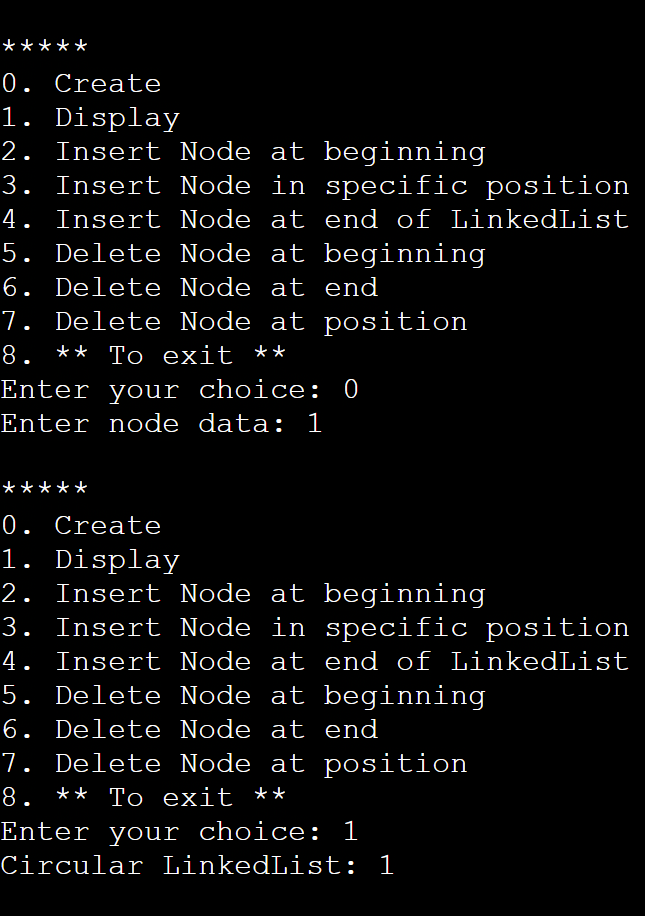 *****
0. Create
1. Display
2. Insert Node at beginning
3. Insert Node in specific position
4. Insert Node at end of LinkedList
5. Delete Node at beginning
6. Delete Node at end
7. Delete Node at position
8. ** To exit **
Enter your choice: 0
Enter node data: 1
*****
0. Create
1. Display
2. Insert Node at beginning
3. Insert Node in specific position
4. Insert Node at end of LinkedList
5. Delete Node at beginning
6. Delete Node at end
7. Delete Node at position
8. ** To exit **
Enter your choice: 1
Circular LinkedList: 1